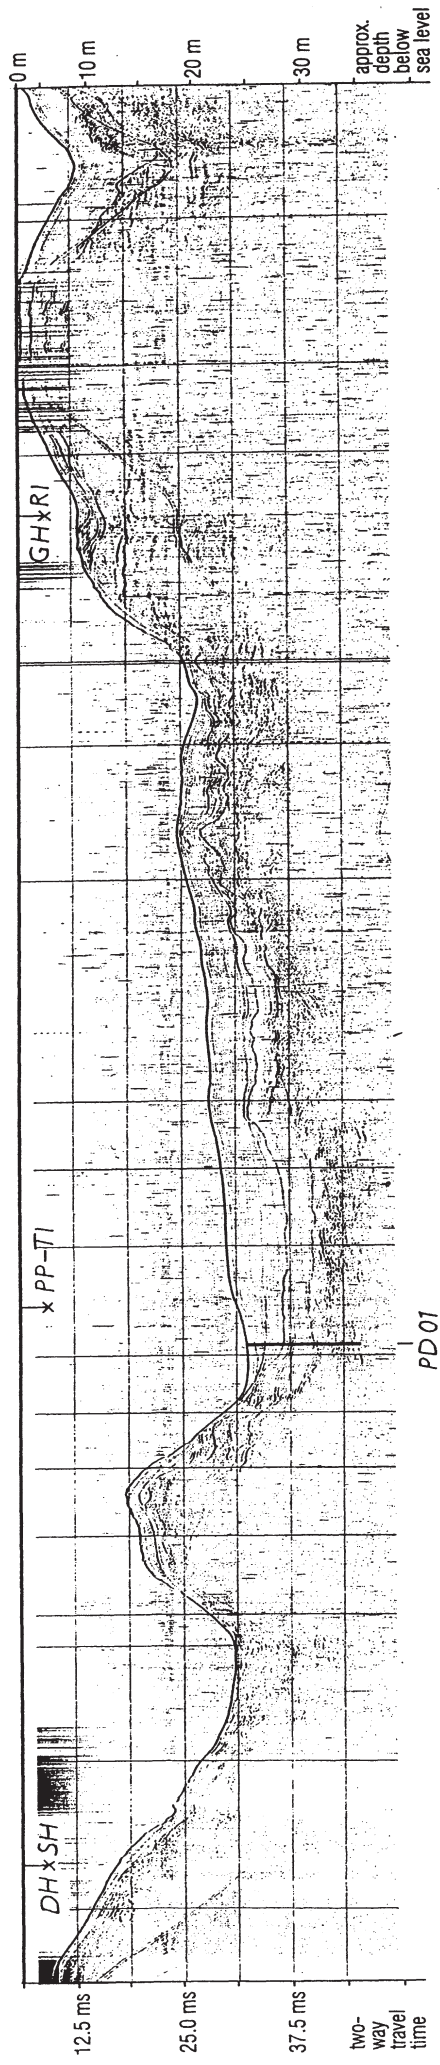 0 m
10 m
20 m
30 m
approx.
depth
below
sea level
GH×RI
× PP-TI
PD 01
DH×SH
12.5 ms
25.0 ms
37.5 ms
two-
way
travel
time